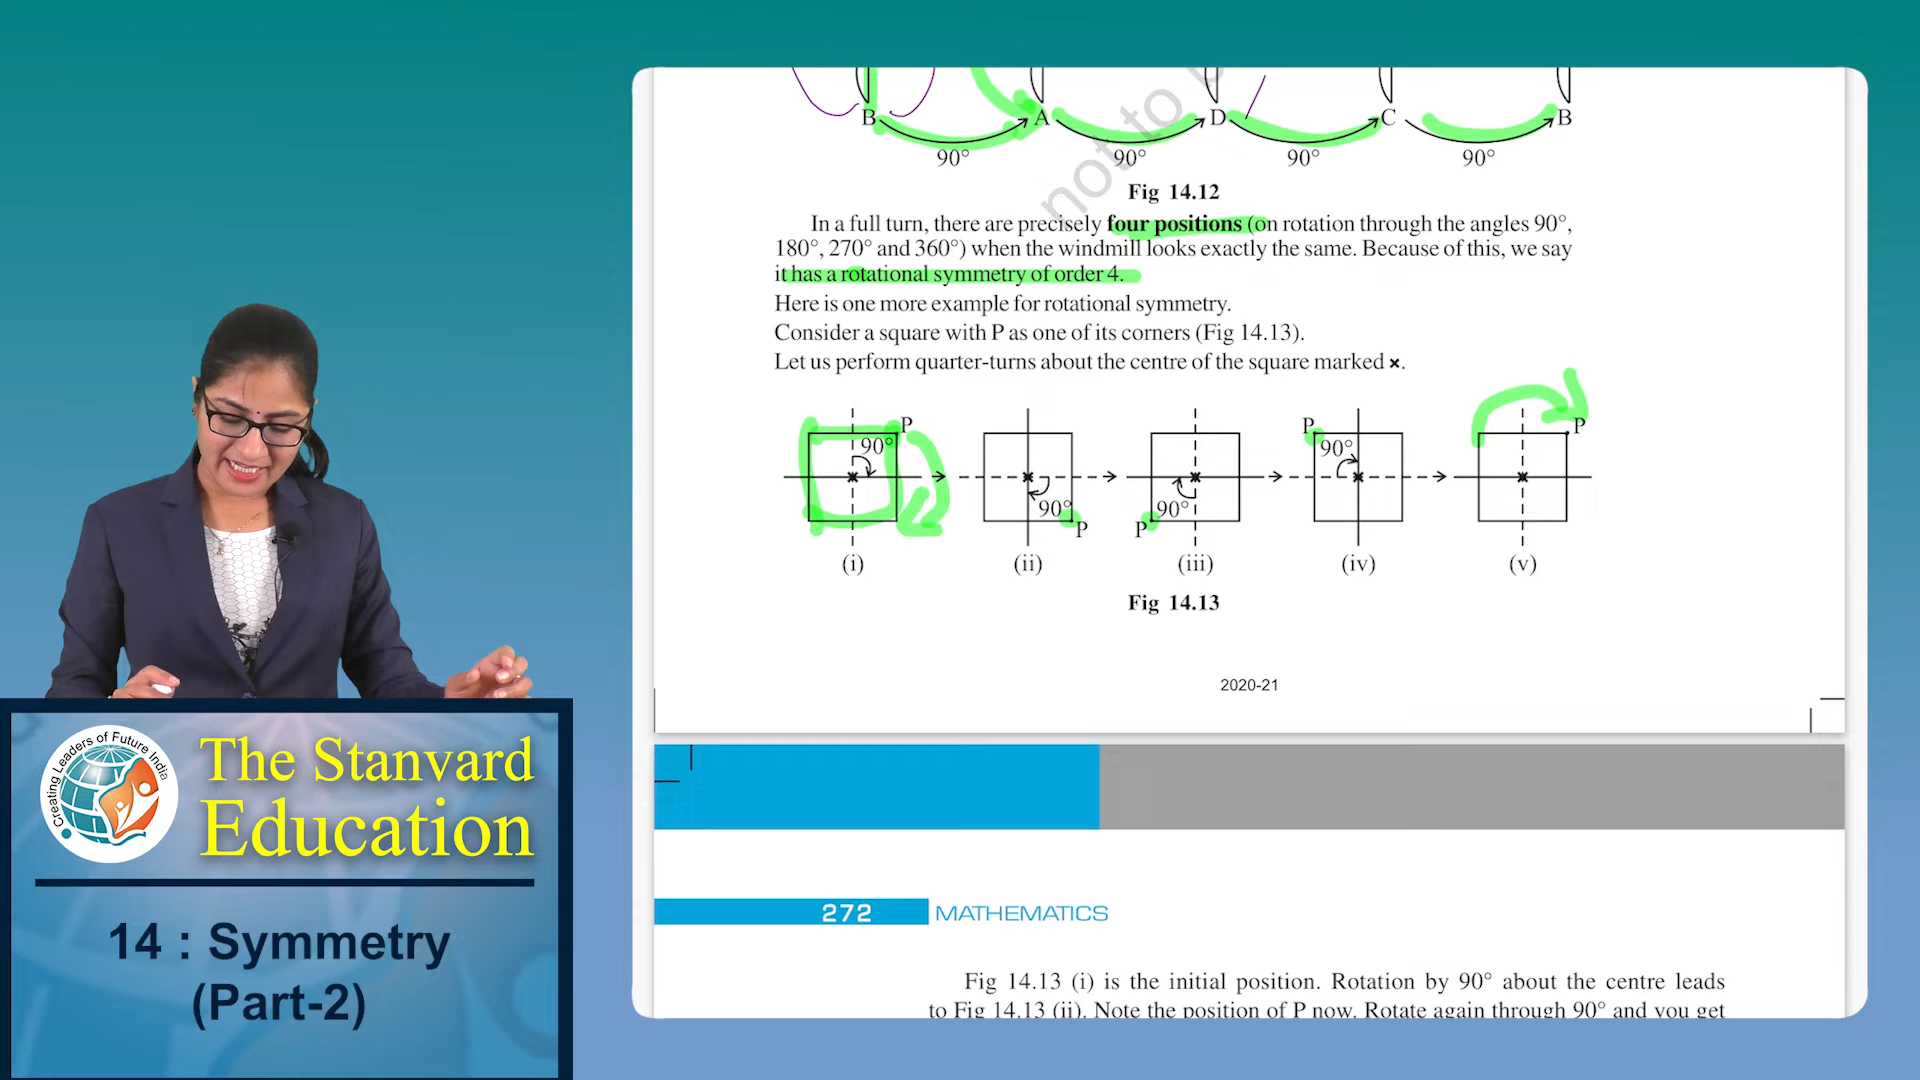 B A D C B
90° 90° 90° 90°
not to b
Fig 14.12
In a full turn, there are precisely four positions (on rotation through the angles 90°,
180°, 270° and 360°) when the windmill looks exactly the same. Because of this, we say
it has a rotational symmetry of order 4.
Here is one more example for rotational symmetry.
Consider a square with P as one of its corners (Fig 14.13).
Let us perform quarter-turns about the centre of the square marked ×.
P P P
90° 90°
90° 90°
P P
(i) (ii) (iii) (iv) (v)
Fig 14.13
2020-21
272 MATHEMATICS
Fig 14.13 (i) is the initial position. Rotation by 90° about the centre leads
to Fig 14.13 (ii). Note the position of P now. Rotate again through 90° and you get
Creating Leaders of Future India
The Stanvard
Education
14 : Symmetry
(Part-2)